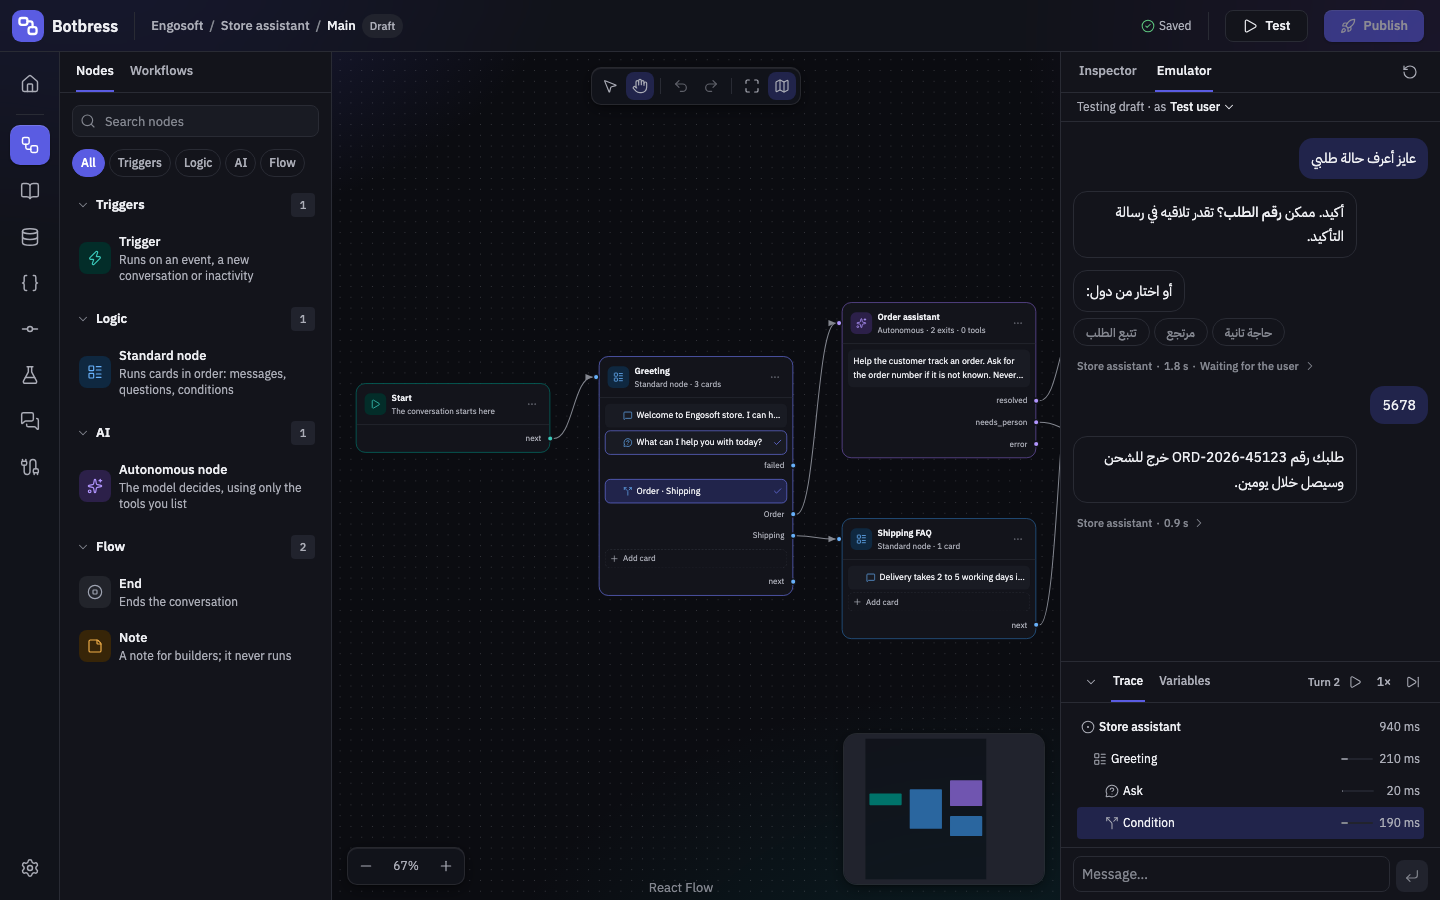 Botbress
Engosoft / Store assistant / Main Draft
Saved
Test
Publish
Nodes Workflows
Search nodes
All Triggers Logic AI Flow
Triggers 1
Trigger
Runs on an event, a new
conversation or inactivity
Logic 1
Standard node
Runs cards in order: messages,
questions, conditions
AI 1
Autonomous node
The model decides, using only the
tools you list
Flow 2
End
Ends the conversation
Note
A note for builders; it never runs
Start
The conversation starts here
next
Greeting
Standard node · 3 cards
Welcome to Engosoft store. I can h...
What can I help you with today?
failed
Order · Shipping
Order
Shipping
+ Add card
next
Order assistant
Autonomous · 2 exits · 0 tools
Help the customer track an order. Ask for
the order number if it is not known. Never...
resolved
needs_person
error
Shipping FAQ
Standard node · 1 card
Delivery takes 2 to 5 working days i...
+ Add card
next
67%
React Flow
Inspector Emulator
Testing draft · as Test user
عايز أعرف حالة طلبي
أكيد. ممكن رقم الطلب؟ تقدر تلاقيه في رسالة
التأكيد.
أو اختار من دول:
تتبع الطلب
مرتجع
حاجة تانية
Store assistant · 1.8 s · Waiting for the user
5678
طلبك رقم ORD-2026-45123 خرج للشحن
وسيصل خلال يومين.
Store assistant · 0.9 s
Trace Variables Turn 2 1×
Store assistant 940 ms
Greeting 210 ms
Ask 20 ms
Condition 190 ms
Message...